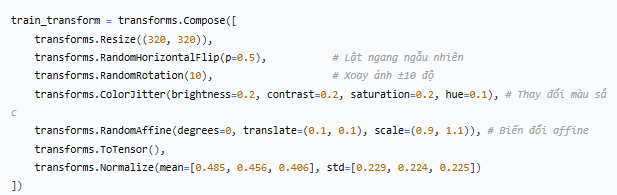 train_transform = transforms.Compose([
    transforms.Resize((320, 320)),
    transforms.RandomHorizontalFlip(p=0.5),          # Lật ngang ngẫu nhiên
    transforms.RandomRotation(10),                   # Xoay ảnh ±10 độ
    transforms.ColorJitter(brightness=0.2, contrast=0.2, saturation=0.2, hue=0.1), # Thay đổi màu sắ
c
    transforms.RandomAffine(degrees=0, translate=(0.1, 0.1), scale=(0.9, 1.1)), # Biến đổi affine
    transforms.ToTensor(),
    transforms.Normalize(mean=[0.485, 0.456, 0.406], std=[0.229, 0.224, 0.225])
])